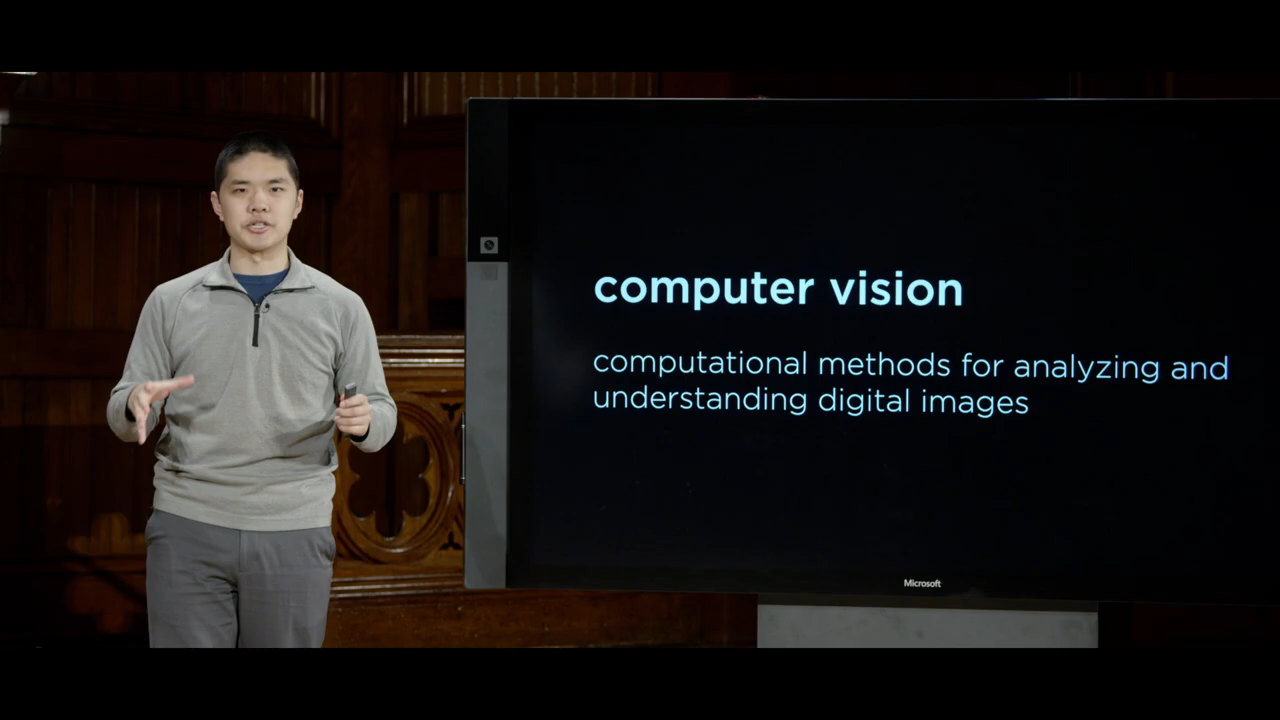 computer vision
computational methods for analyzing and
understanding digital images
Microsoft